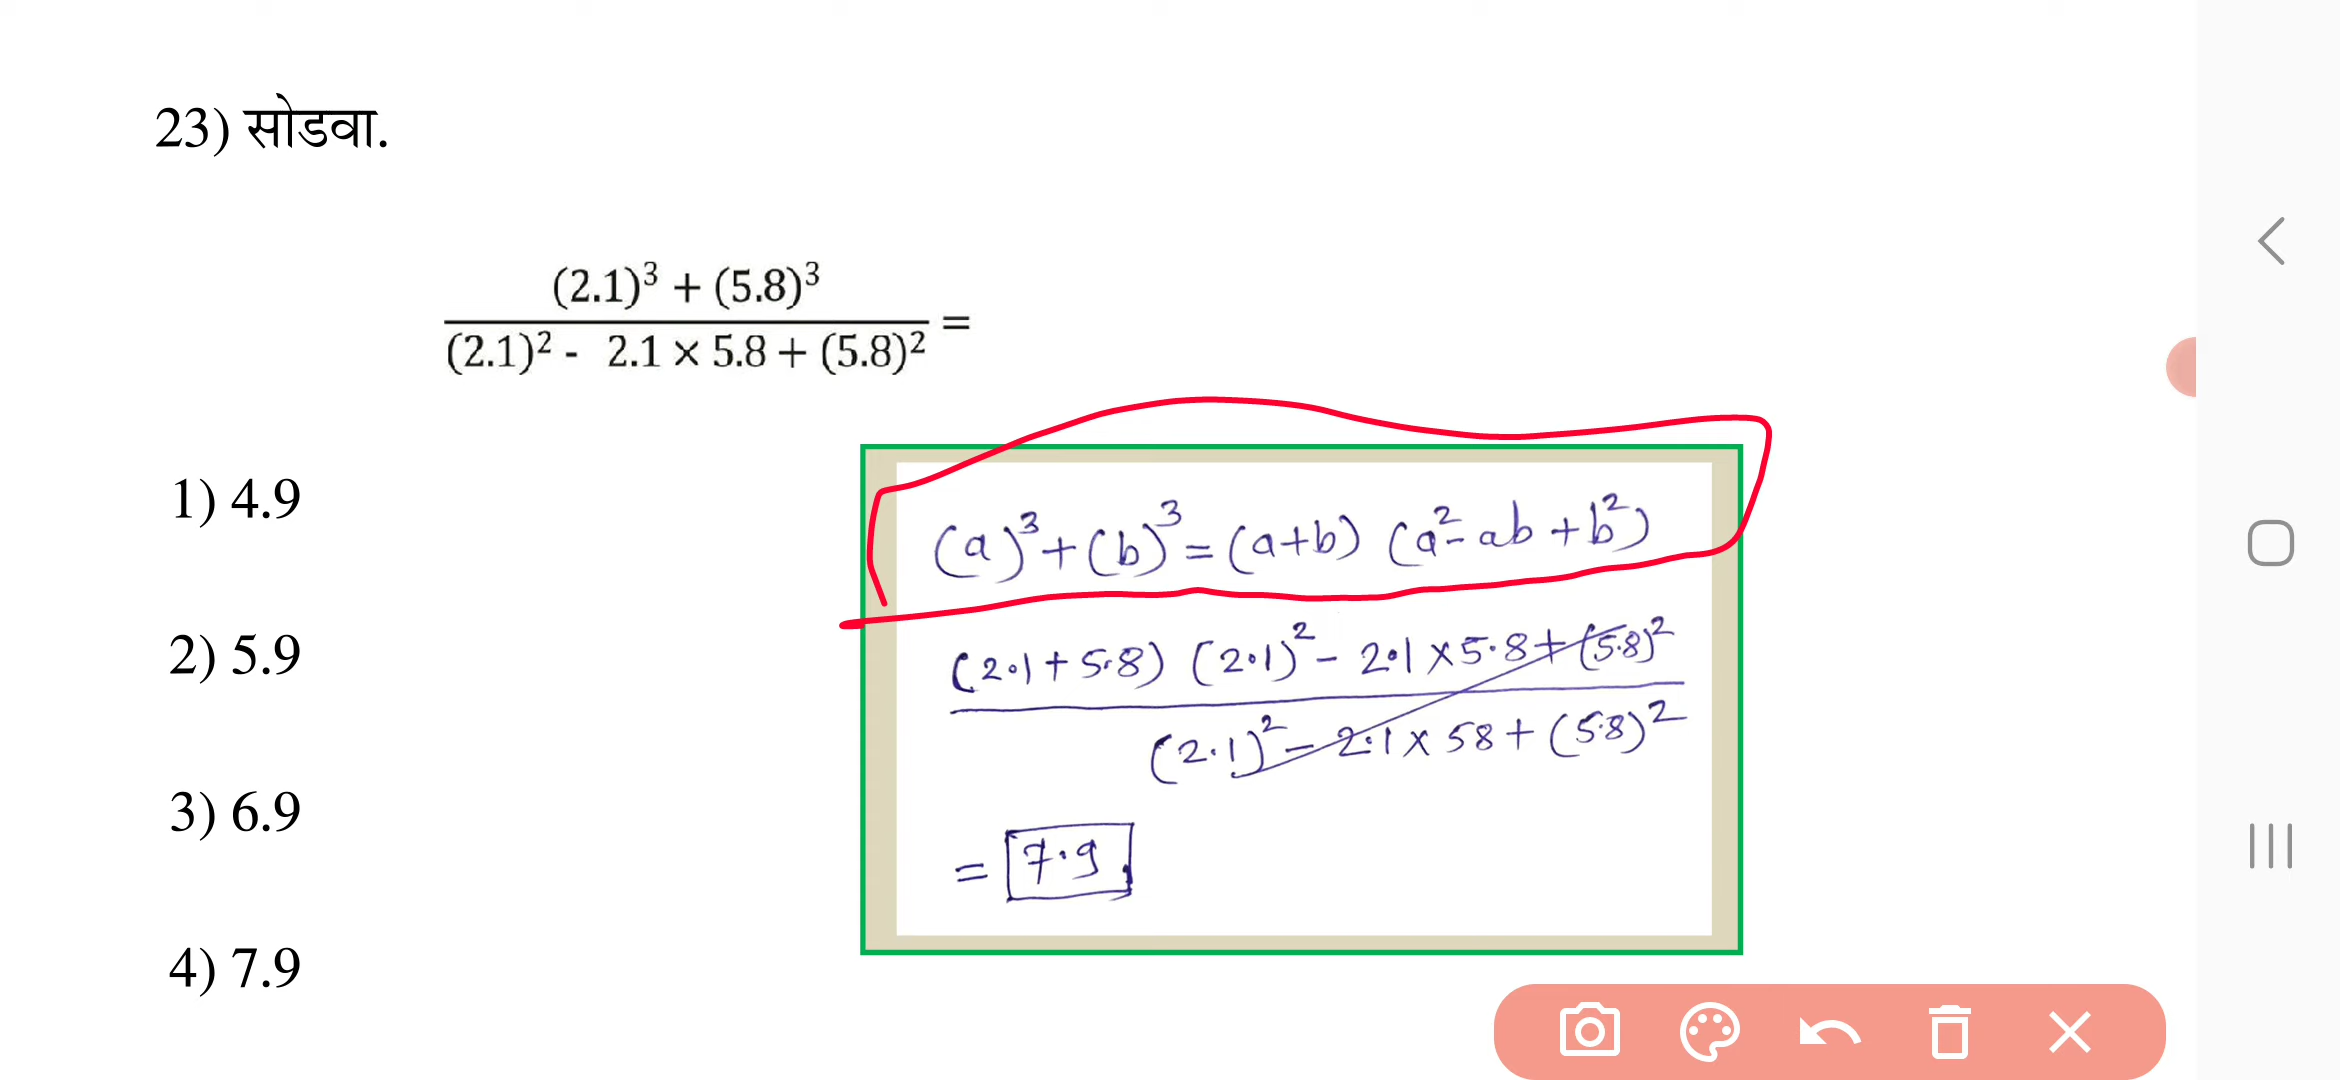 23) सोडवा.
(2.1)³ + (5.8)³
(2.1)² - 2.1 × 5.8 + (5.8)² =
1) 4.9
2) 5.9
3) 6.9
4) 7.9
(a)³ + (b)³ = (a+b) (a² - ab + b²)
(2.1 + 5.8) (2.1)² - 2.1 × 5.8 + (5.8)²
(2.1)² - 2.1 × 58 + (5.8)²
= 7.9